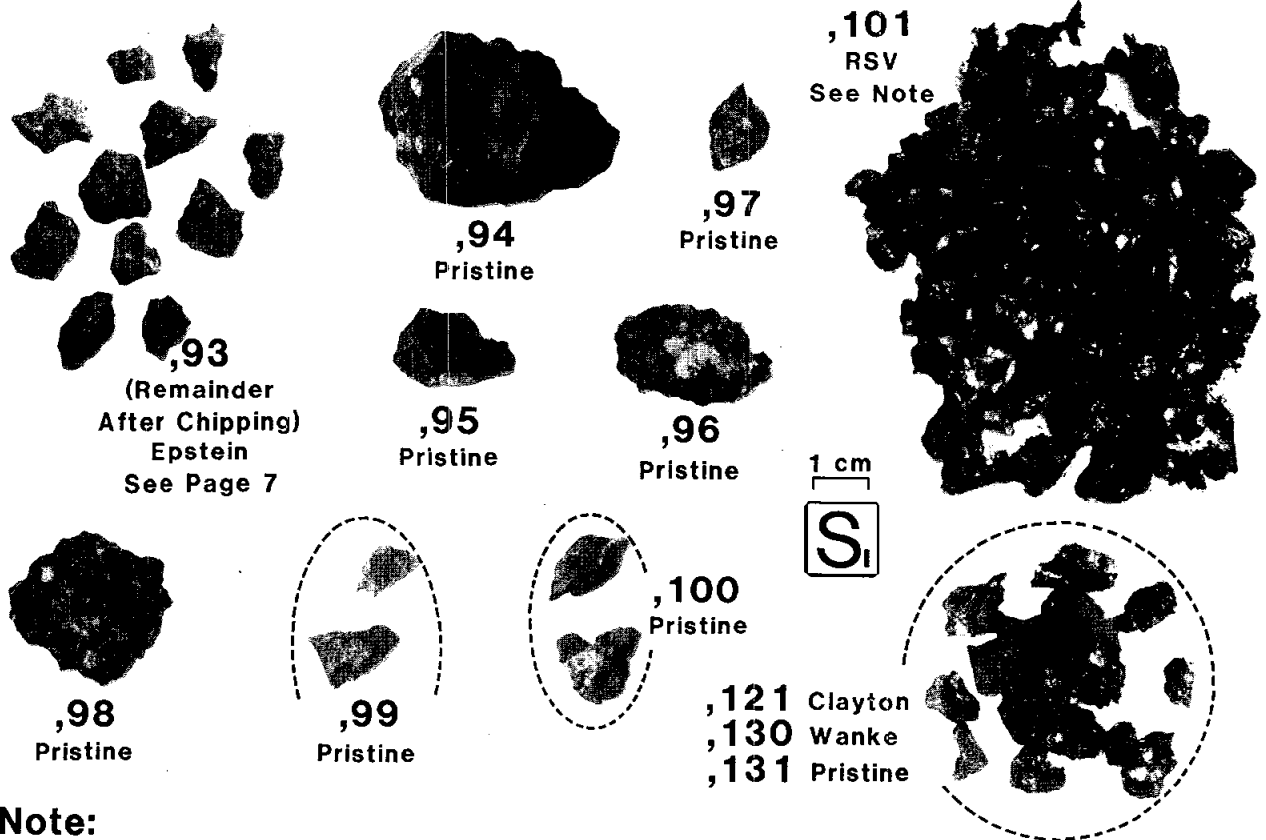 ,101
RSV
See Note
,94
Pristine
,97
Pristine
,93
(Remainder
After Chipping)
Epstein
See Page 7
,95
Pristine
,96
Pristine
1 cm
S1
,98
Pristine
,99
Pristine
,100
Pristine
,121 Clayton
,130 Wanke
,131 Pristine
Note: